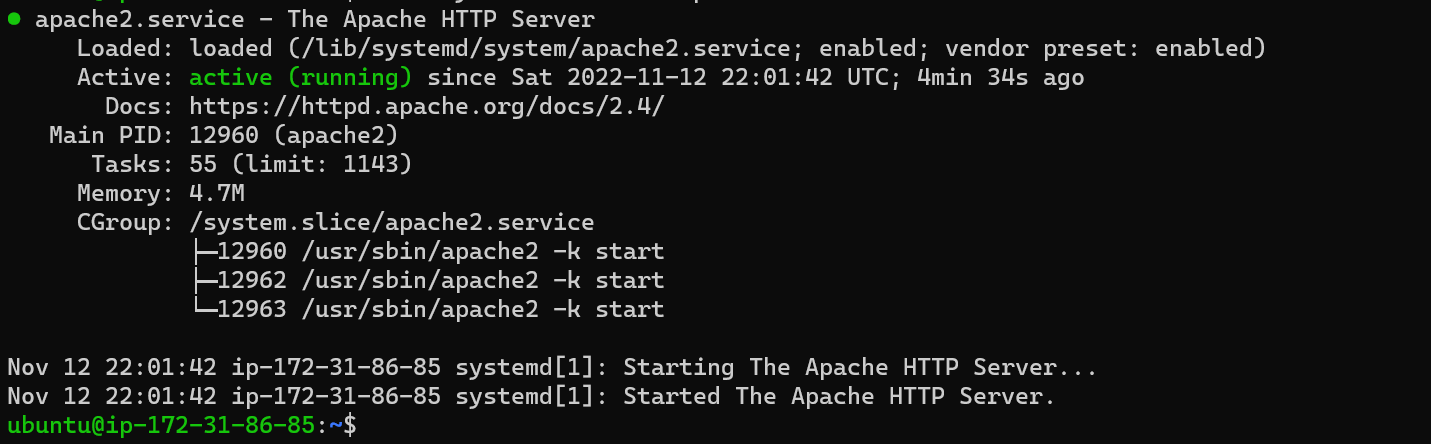 ● apache2.service - The Apache HTTP Server
     Loaded: loaded (/lib/systemd/system/apache2.service; enabled; vendor preset: enabled)
     Active: active (running) since Sat 2022-11-12 22:01:42 UTC; 4min 34s ago
       Docs: https://httpd.apache.org/docs/2.4/
   Main PID: 12960 (apache2)
      Tasks: 55 (limit: 1143)
     Memory: 4.7M
     CGroup: /system.slice/apache2.service
             ├─12960 /usr/sbin/apache2 -k start
             ├─12962 /usr/sbin/apache2 -k start
             └─12963 /usr/sbin/apache2 -k start

Nov 12 22:01:42 ip-172-31-86-85 systemd[1]: Starting The Apache HTTP Server...
Nov 12 22:01:42 ip-172-31-86-85 systemd[1]: Started The Apache HTTP Server.
ubuntu@ip-172-31-86-85:~$